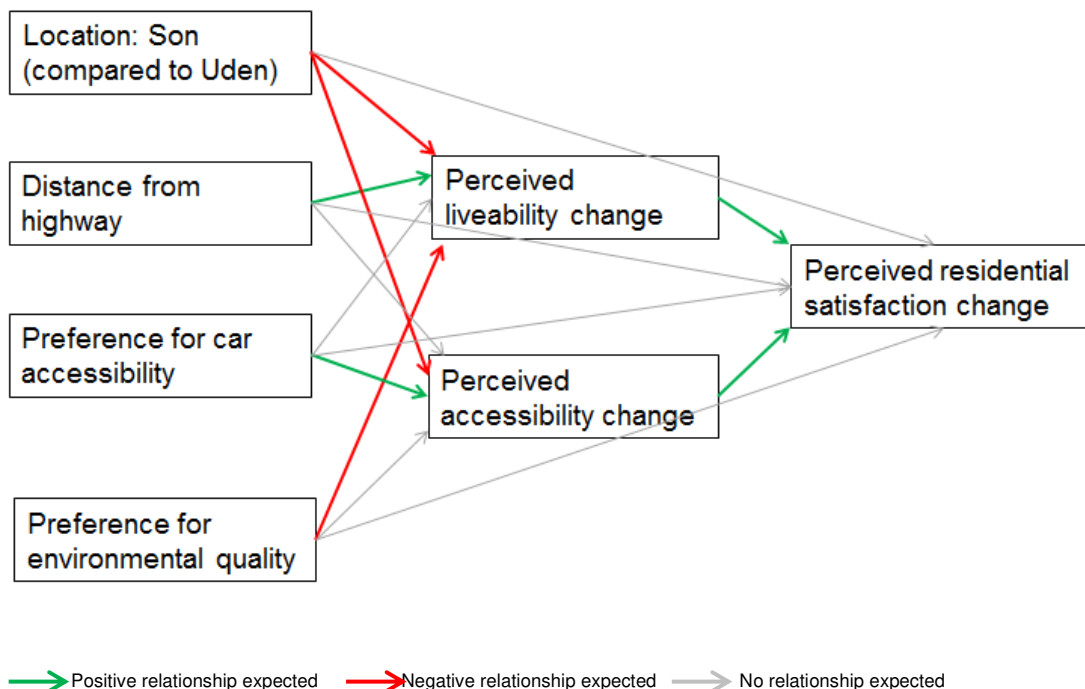 Location: Son
(compared to Uden)
Distance from
highway
Preference for car
accessibility
Preference for
environmental quality
Perceived
liveability change
Perceived
accessibility change
Perceived residential
satisfaction change
Positive relationship expected
Negative relationship expected
No relationship expected